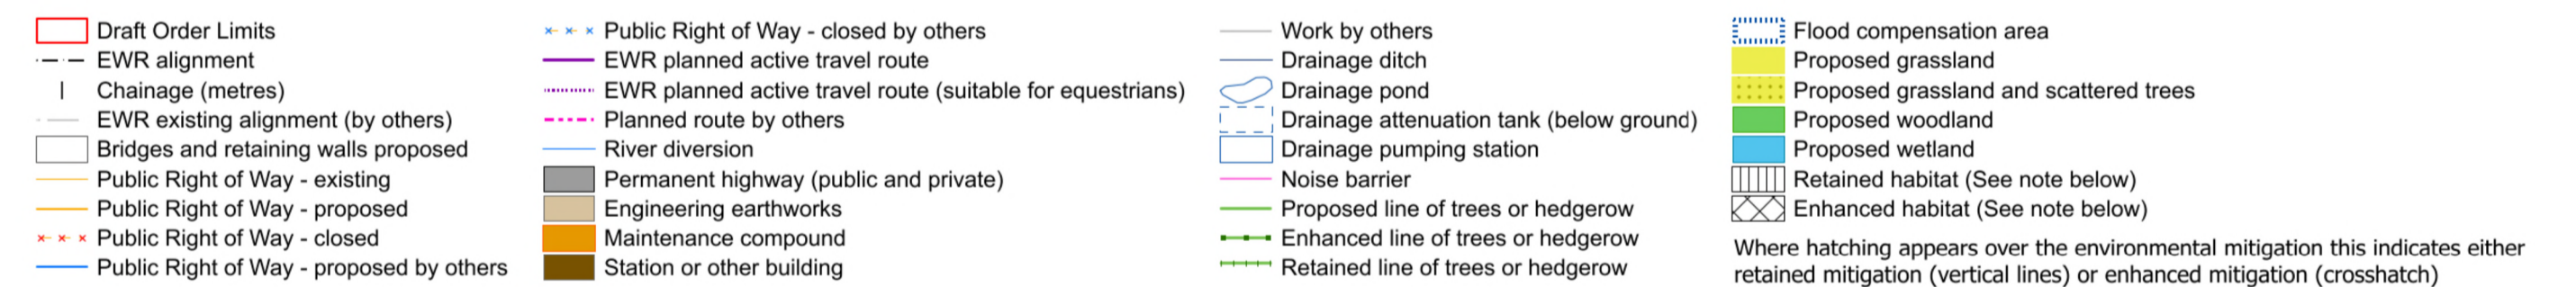 Draft Order Limits
EWR alignment
Chainage (metres)
EWR existing alignment (by others)
Bridges and retaining walls proposed
Public Right of Way - existing
Public Right of Way - proposed
Public Right of Way - closed
Public Right of Way - proposed by others
Public Right of Way - closed by others
EWR planned active travel route
EWR planned active travel route (suitable for equestrians)
Planned route by others
River diversion
Permanent highway (public and private)
Engineering earthworks
Maintenance compound
Station or other building
Work by others
Drainage ditch
Drainage pond
Drainage attenuation tank (below ground)
Drainage pumping station
Noise barrier
Proposed line of trees or hedgerow
Enhanced line of trees or hedgerow
Retained line of trees or hedgerow
Flood compensation area
Proposed grassland
Proposed grassland and scattered trees
Proposed woodland
Proposed wetland
Retained habitat (See note below)
Enhanced habitat (See note below)
Where hatching appears over the environmental mitigation this indicates either
retained mitigation (vertical lines) or enhanced mitigation (crosshatch)